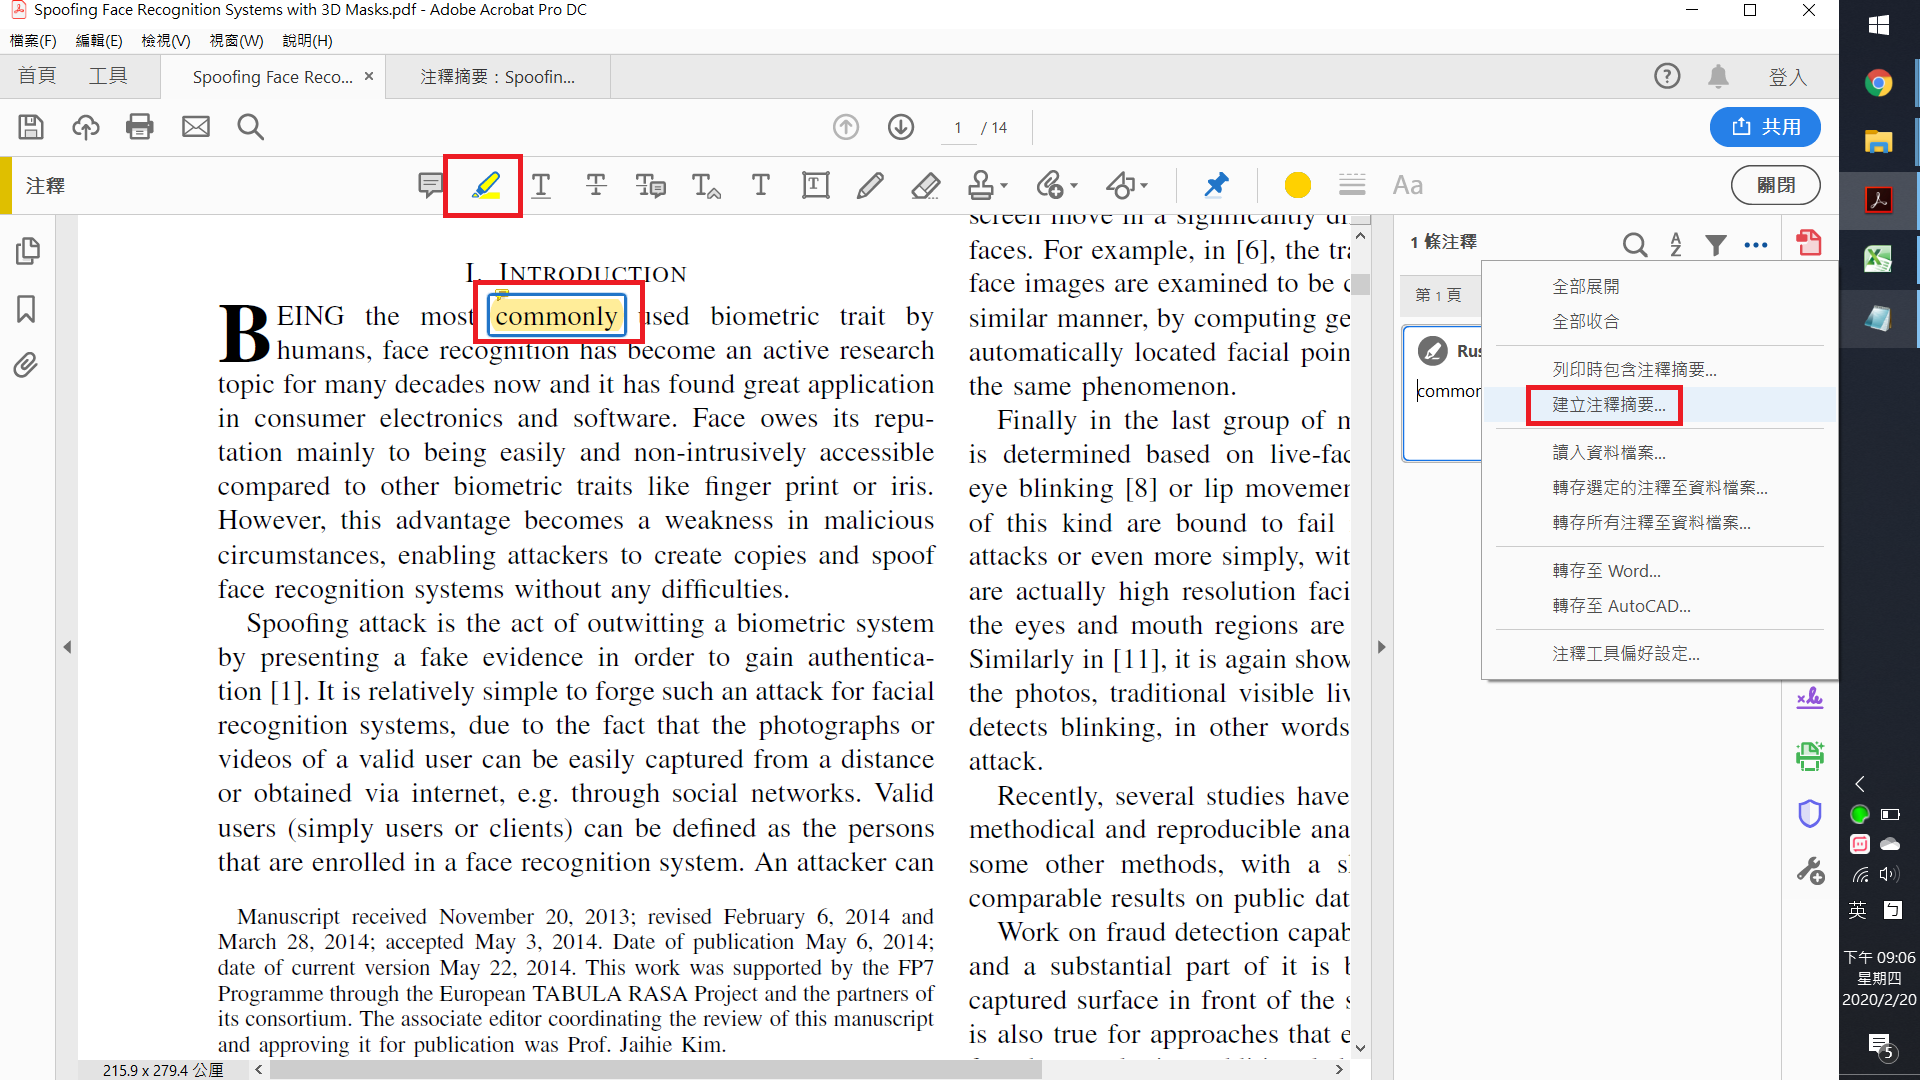 Spoofing Face Recognition Systems with 3D Masks.pdf - Adobe Acrobat Pro DC
檔案(F) 編輯(E) 檢視(V) 視窗(W) 說明(H)
首頁 工具 Spoofing Face Reco... × 注釋摘要：Spoofin... 登入
1 / 14 共用
注釋 Aa 關閉
I. INTRODUCTION
BEING the most commonly used biometric trait by
humans, face recognition has become an active research
topic for many decades now and it has found great application
in consumer electronics and software. Face owes its repu-
tation mainly to being easily and non-intrusively accessible
compared to other biometric traits like finger print or iris.
However, this advantage becomes a weakness in malicious
circumstances, enabling attackers to create copies and spoof
face recognition systems without any difficulties.
Spoofing attack is the act of outwitting a biometric system
by presenting a fake evidence in order to gain authentica-
tion [1]. It is relatively simple to forge such an attack for facial
recognition systems, due to the fact that the photographs or
videos of a valid user can be easily captured from a distance
or obtained via internet, e.g. through social networks. Valid
users (simply users or clients) can be defined as the persons
that are enrolled in a face recognition system. An attacker can
Manuscript received November 20, 2013; revised February 6, 2014 and
March 28, 2014; accepted May 3, 2014. Date of publication May 6, 2014;
date of current version May 22, 2014. This work was supported by the FP7
Programme through the European TABULA RASA Project and the partners of
its consortium. The associate editor coordinating the review of this manuscript
and approving it for publication was Prof. Jaihie Kim.
215.9 x 279.4 公厘
screen move in a significantly di
faces. For example, in [6], the tra
face images are examined to be c
similar manner, by computing ge
automatically located facial poin
the same phenomenon.
Finally in the last group of m
is determined based on live-fac
eye blinking [8] or lip movemen
of this kind are bound to fail
attacks or even more simply, wit
are actually high resolution faci
the eyes and mouth regions are
Similarly in [11], it is again show
the photos, traditional visible liv
detects blinking, in other words
attack.
Recently, several studies have
methodical and reproducible ana
some other methods, with a sl
comparable results on public dat
Work on fraud detection capab
and a substantial part of it is b
captured surface in front of the s
is also true for approaches that e
1 條注釋
第 1 頁
Rus
common
全部展開
全部收合
列印時包含注釋摘要...
建立注釋摘要...
讀入資料檔案...
轉存選定的注釋至資料檔案...
轉存所有注釋至資料檔案...
轉存至 Word...
轉存至 AutoCAD...
注釋工具偏好設定...
英 ㄅ
下午 09:06
星期四
2020/2/20
5